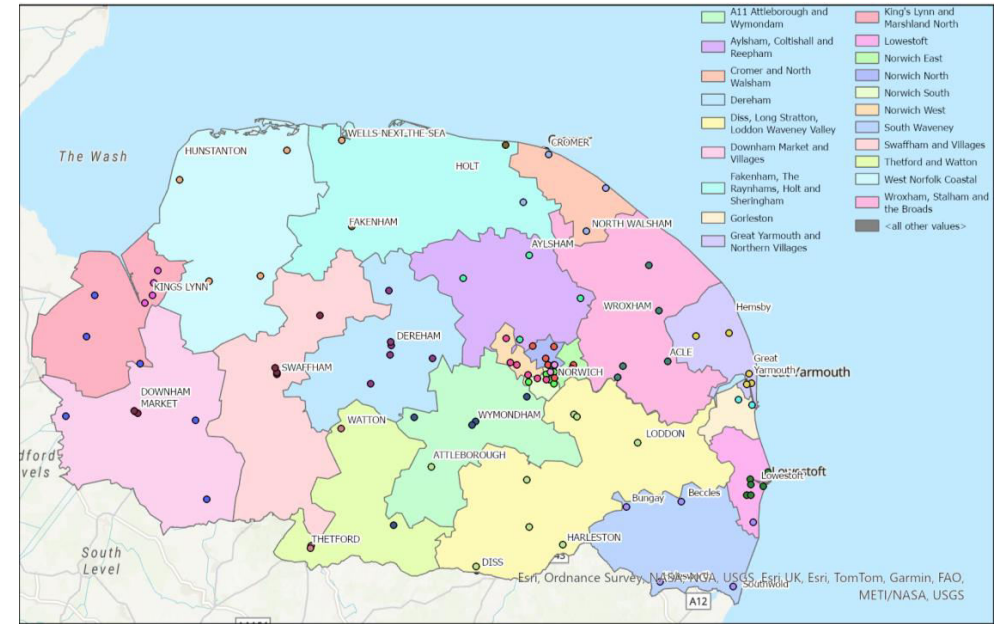 A11 Attleborough and
Wymondam
Aylsham, Coltishall and
Reepham
Cromer and North
Walsham
Dereham
Diss, Long Stratton,
Loddon Waveney Valley
Downham Market and
Villages
Fakenham, The
Raynhams, Holt and
Sheringham
Gorleston
Great Yarmouth and
Northern Villages
King's Lynn and
Marshland North
Lowestoft
Norwich East
Norwich North
Norwich South
Norwich West
South Waveney
Swaffham and Villages
Thetford and Watton
West Norfolk Coastal
Wroxham, Stalham and
the Broads
<all other values>
The Wash
HUNSTANTON
WELLS-NEXT-THE-SEA
HOLT
CROMER
FAKENHAM
NORTH WALSHAM
AYLSHAM
KINGS LYNN
WROXHAM
Hemsby
DEREHAM
ACLE
SWAFFHAM
NORWICH
Great
Yarmouth
Great Yarmouth
DOWNHAM
MARKET
WATTON
WYMONDHAM
LODDON
ATTLEBOROUGH
Lowestoft
Lowestoft
Bungay
Beccles
THETFORD
HARLESTON
South
Level
DISS
Southwold
A12
Esri, Ordnance Survey, NASA, NGA, USGS, Esri UK, Esri, TomTom, Garmin, FAO,
METI/NASA, USGS